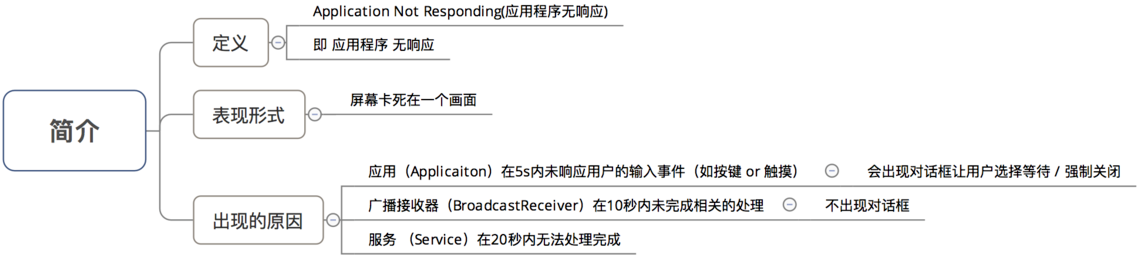 简介
定义
Application Not Responding(应用程序无响应)
即 应用程序 无响应
表现形式
屏幕卡死在一个画面
出现的原因
应用（Applicaiton）在5s内未响应用户的输入事件（如按键 or 触摸） 会出现对话框让用户选择等待 / 强制关闭
广播接收器（BroadcastReceiver）在10秒内未完成相关的处理 不出现对话框
服务 （Service）在20秒内无法处理完成